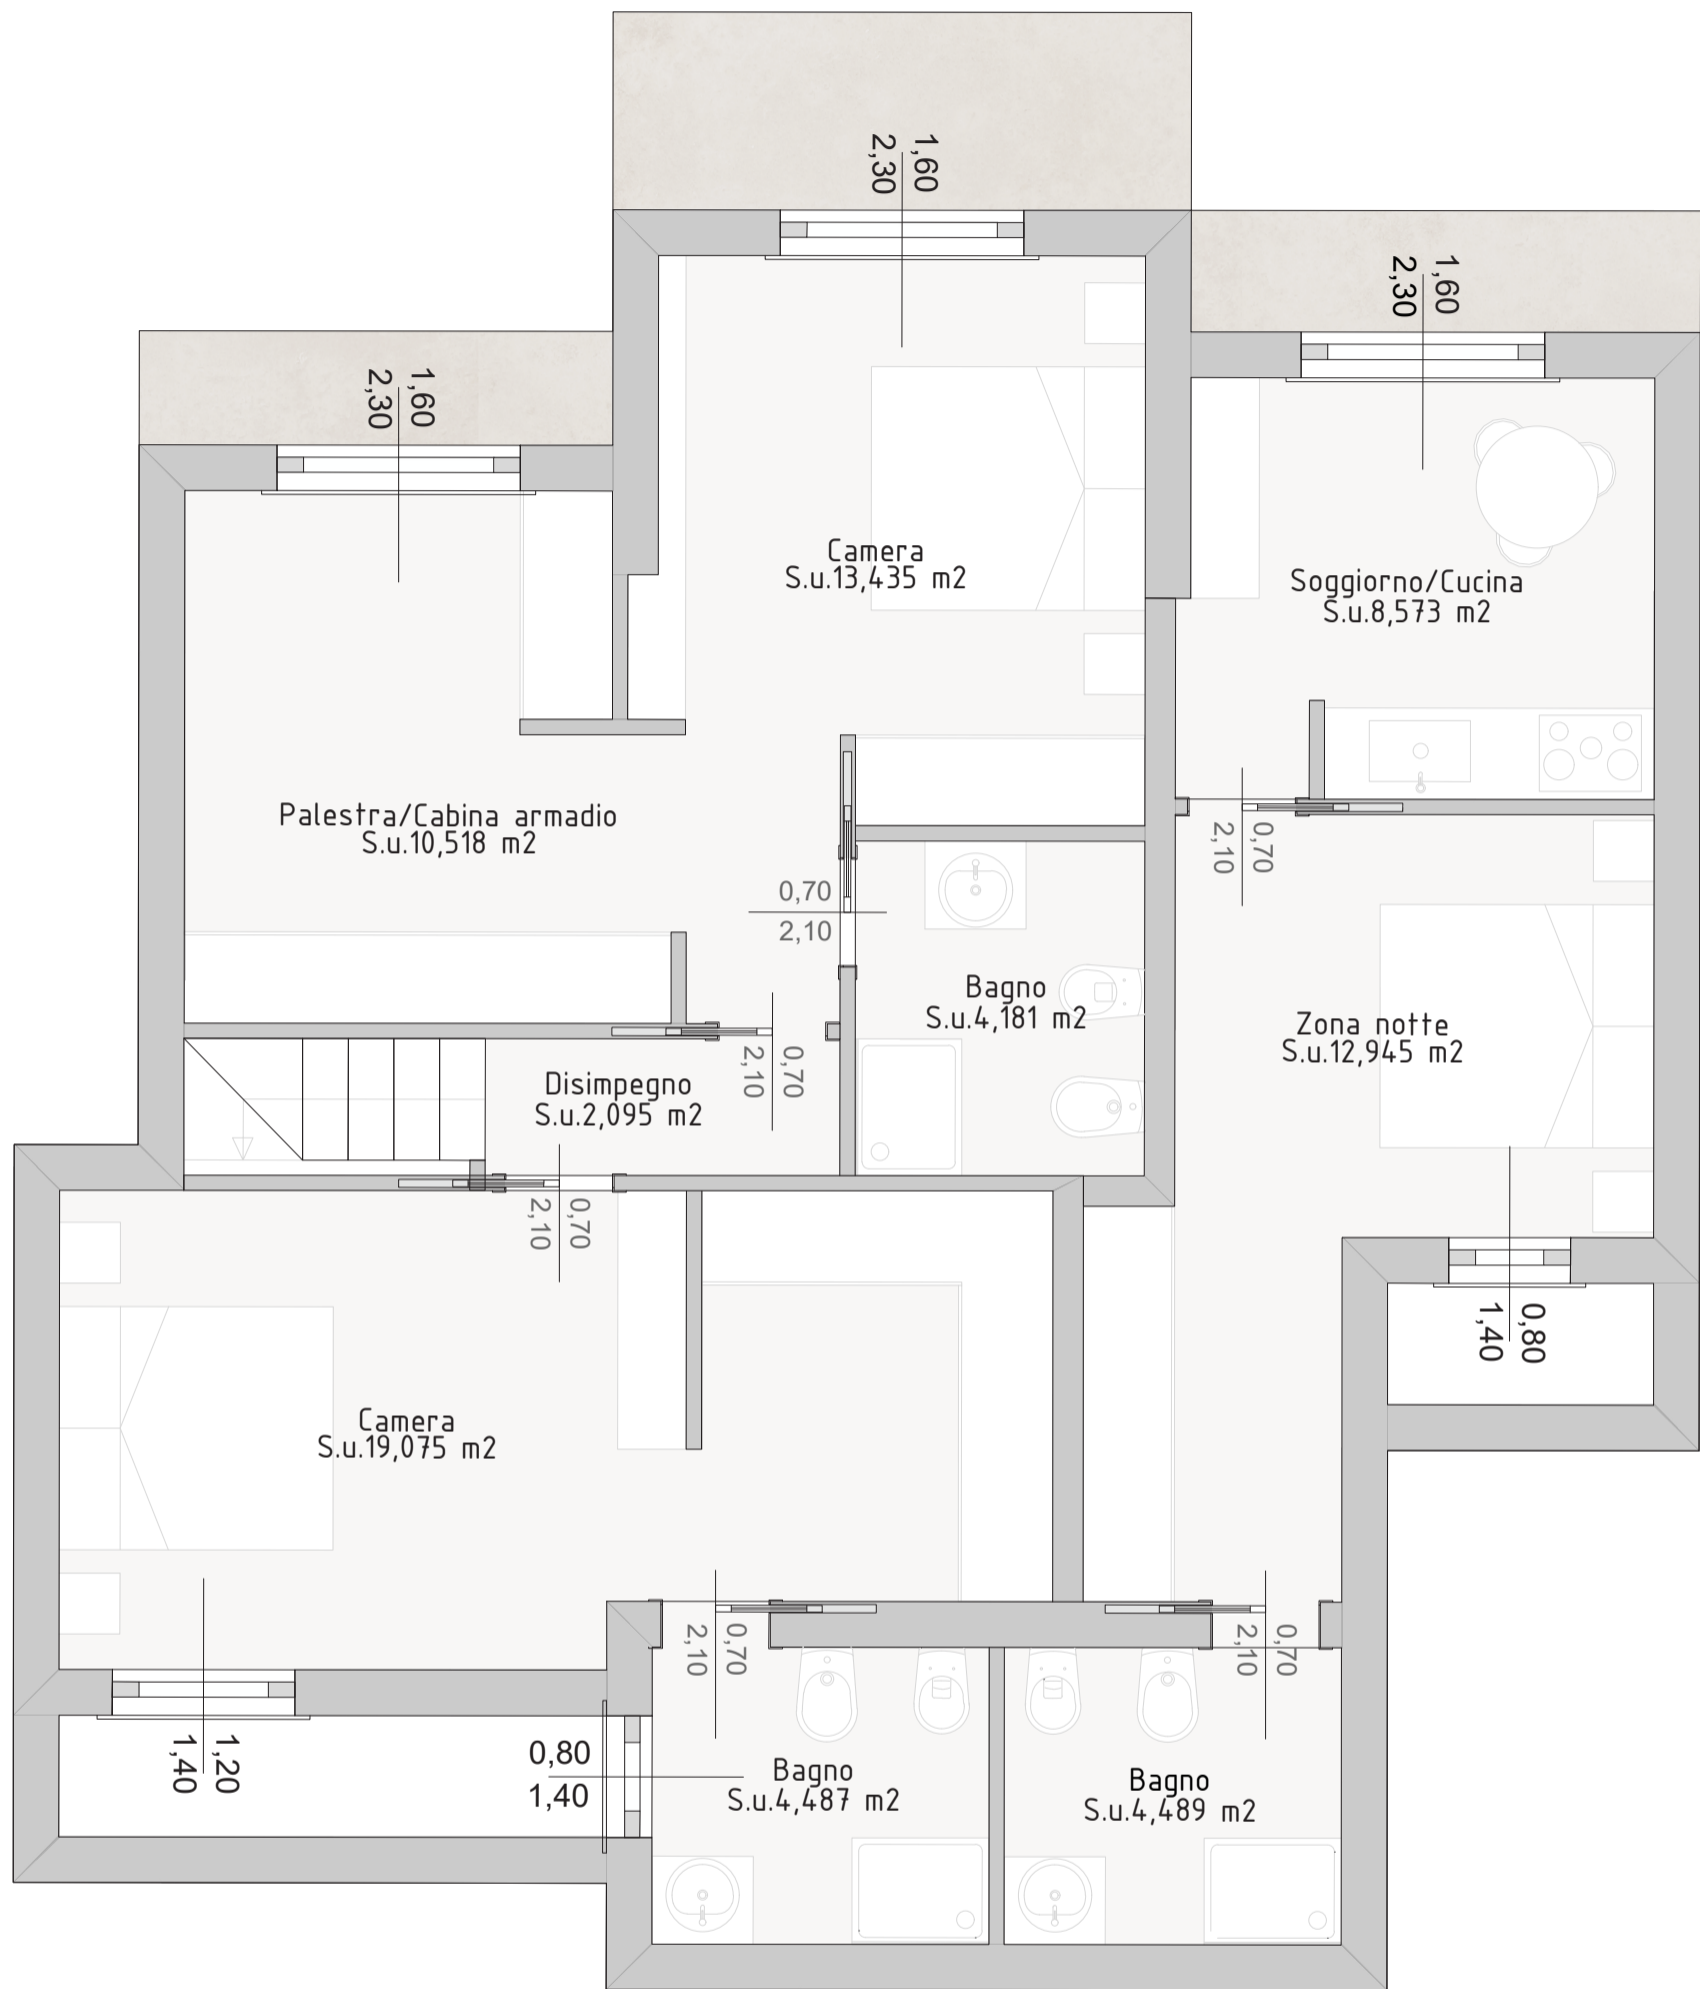 1,60
2,30
1,60
2,30
1,60
2,30
Camera
S.u.13,435 m2
Soggiorno/Cucina
S.u.8,573 m2
Palestra/Cabina armadio
S.u.10,518 m2
0,70
2,10
0,70
2,10
Bagno
S.u.4,181 m2
Zona notte
S.u.12,945 m2
Disimpegno
S.u.2,095 m2
0,70
2,10
0,70
2,10
0,80
1,40
Camera
S.u.19,075 m2
0,70
2,10
0,70
2,10
1,20
1,40
0,80
1,40
Bagno
S.u.4,487 m2
Bagno
S.u.4,489 m2